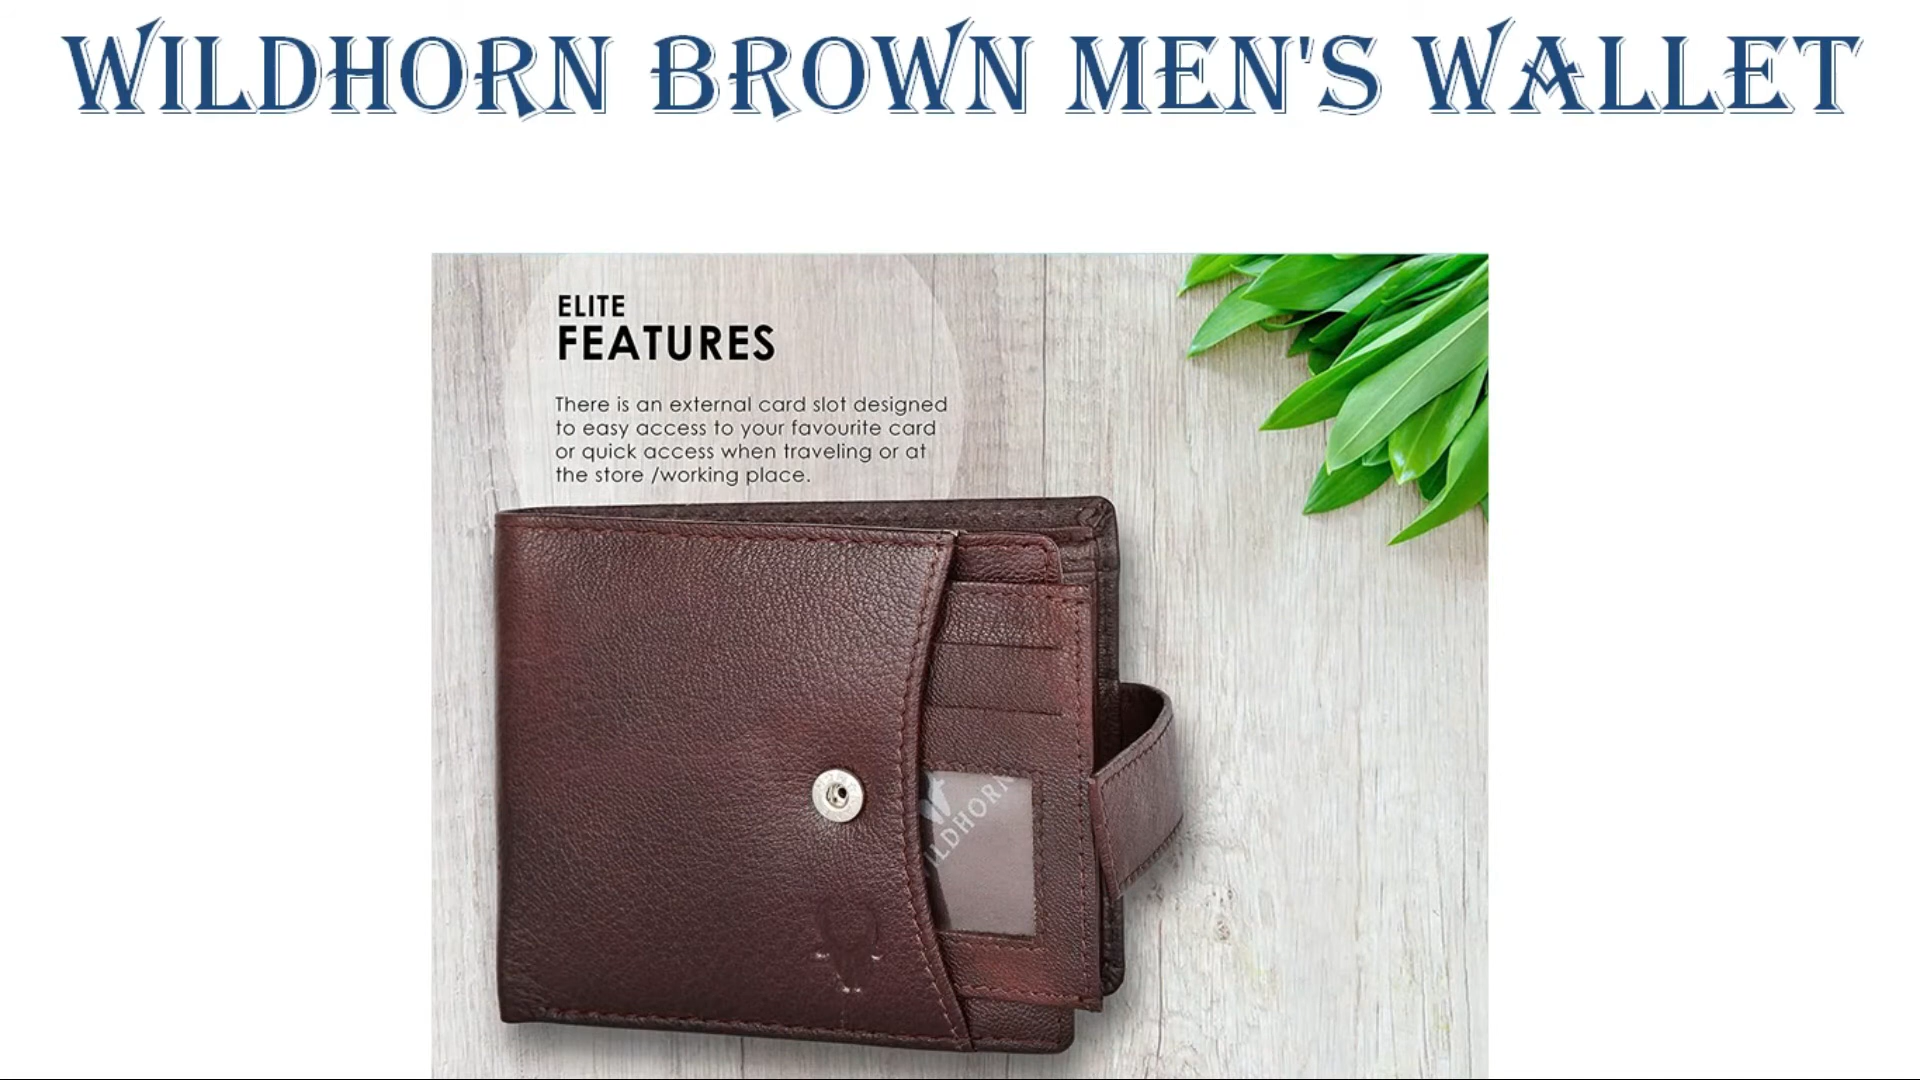 WILDHORN BROWN MEN'S WALLET
ELITE
FEATURES
There is an external card slot designed
to easy access to your favourite card
or quick access when traveling or at
the store /working place.
WILDHORN